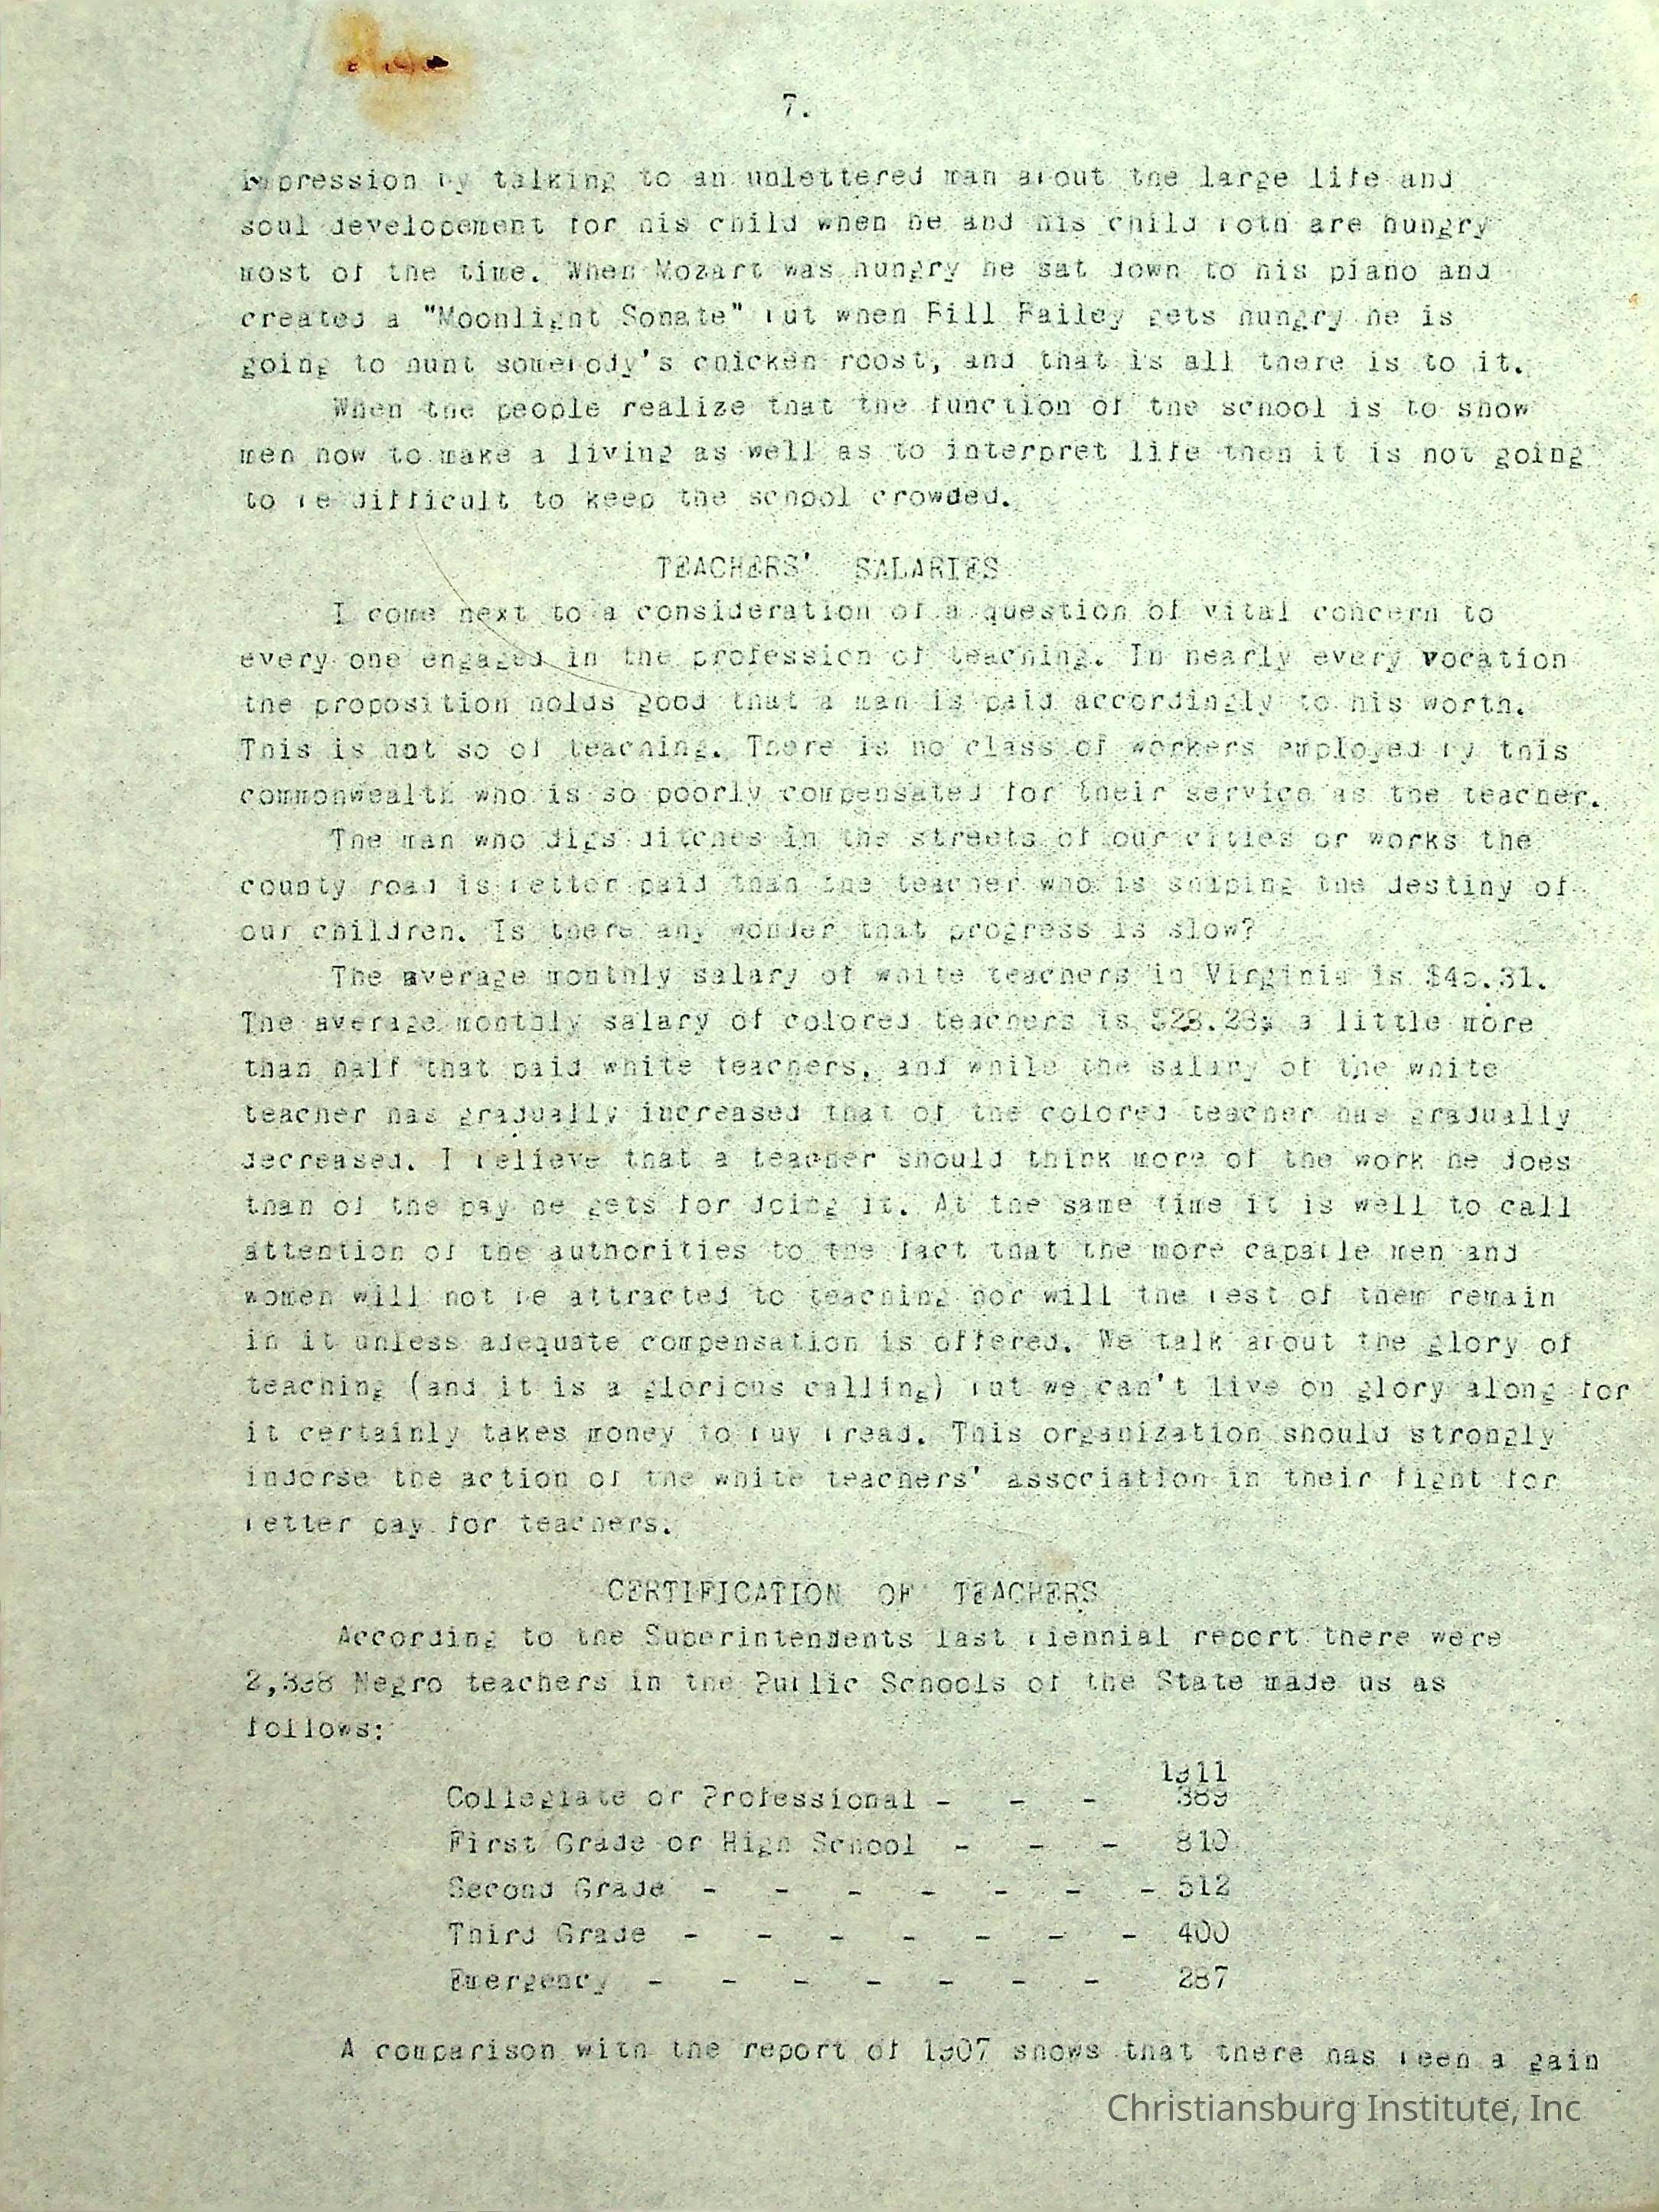 7.
impression by talking to an unlettered man about the large life and
soul developement for his child when he and his child both are hungry
most of the time. When Mozart was hungry he sat down to his piano and
created a "Moonlight Sonate" but when Bill Bailey gets hungry he is
going to hunt somebody's chicken roost, and that is all there is to it.
When the people realize that the function of the school is to show
men how to make a living as well as to interpret life then it is not going
to be difficult to keep the school crowded.
TEACHERS' SALARIES
I come next to a consideration of a question of vital concern to
every one engaged in the profession of teaching. In nearly every vocation
the proposition holds good that a man is paid accordingly to his worth.
This is not so of teaching. There is no class of workers employed by this
commonwealth who is so poorly compensated for their service as the teacher.
The man who digs ditches in the streets of our cities or works the
county road is better paid than the teacher who is shaping the destiny of
our children. Is there any wonder that progress is slow?
The average monthly salary of white teachers in Virginia is
The average monthly salary of colored teachers is $28.28; a little more
than half that paid white teachers, and while the salary of the white
teacher has gradually increased that of the colored teacher has gradually
decreased. I believe that a teacher should think more of the work he does
than of the pay he gets for doing it. At the same time it is well to call
attention of the authorities to the fact that the more capable men and
women will not be attracted to teaching nor will the best of them remain
in it unless adequate compensation is offered. We talk about the glory of
teaching (and it is a glorious calling) but we can't live on glory along for
it certainly takes money to buy bread. This organization should strongly
indorse the action of the white teachers' association in their fight for
better pay for teachers.
CERTIFICATION OF TEACHERS
According to the Superintendents last biennial report there were
Negro teachers in the Public Schools of the State made us as
follows:
1911
Collegiate or Professional - - - 389
First Grade or High School - - - 810
Second Grade - - - - - - - 512
Third Grade - - - - - - - 400
Emergency - - - - - - - 287
A comparison with the report of 1907 shows that there has been a gain
Christiansburg Institute, Inc